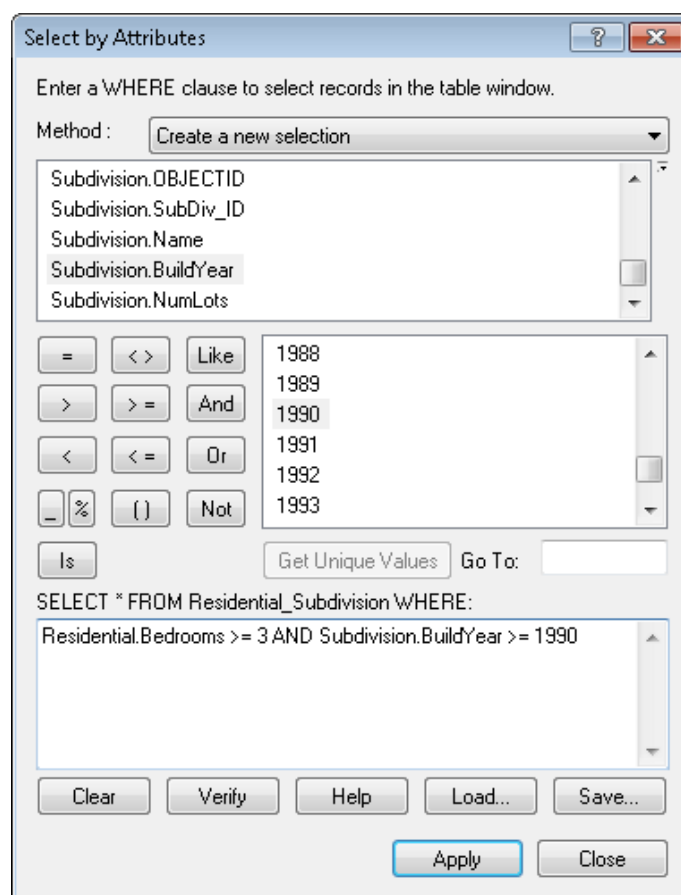 Select by Attributes
?
Enter a WHERE clause to select records in the table window.
Method : Create a new selection
Subdivision.OBJECTID
Subdivision.SubDiv_ID
Subdivision.Name
Subdivision.BuildYear
Subdivision.NumLots
= < > Like 1988
1989
> > = And 1990
1991
< < = Or 1992
_ % ( ) Not 1993
Is Get Unique Values Go To:
SELECT * FROM Residential_Subdivision WHERE:
Residential.Bedrooms >= 3 AND Subdivision.BuildYear >= 1990
Clear Verify Help Load... Save...
Apply Close